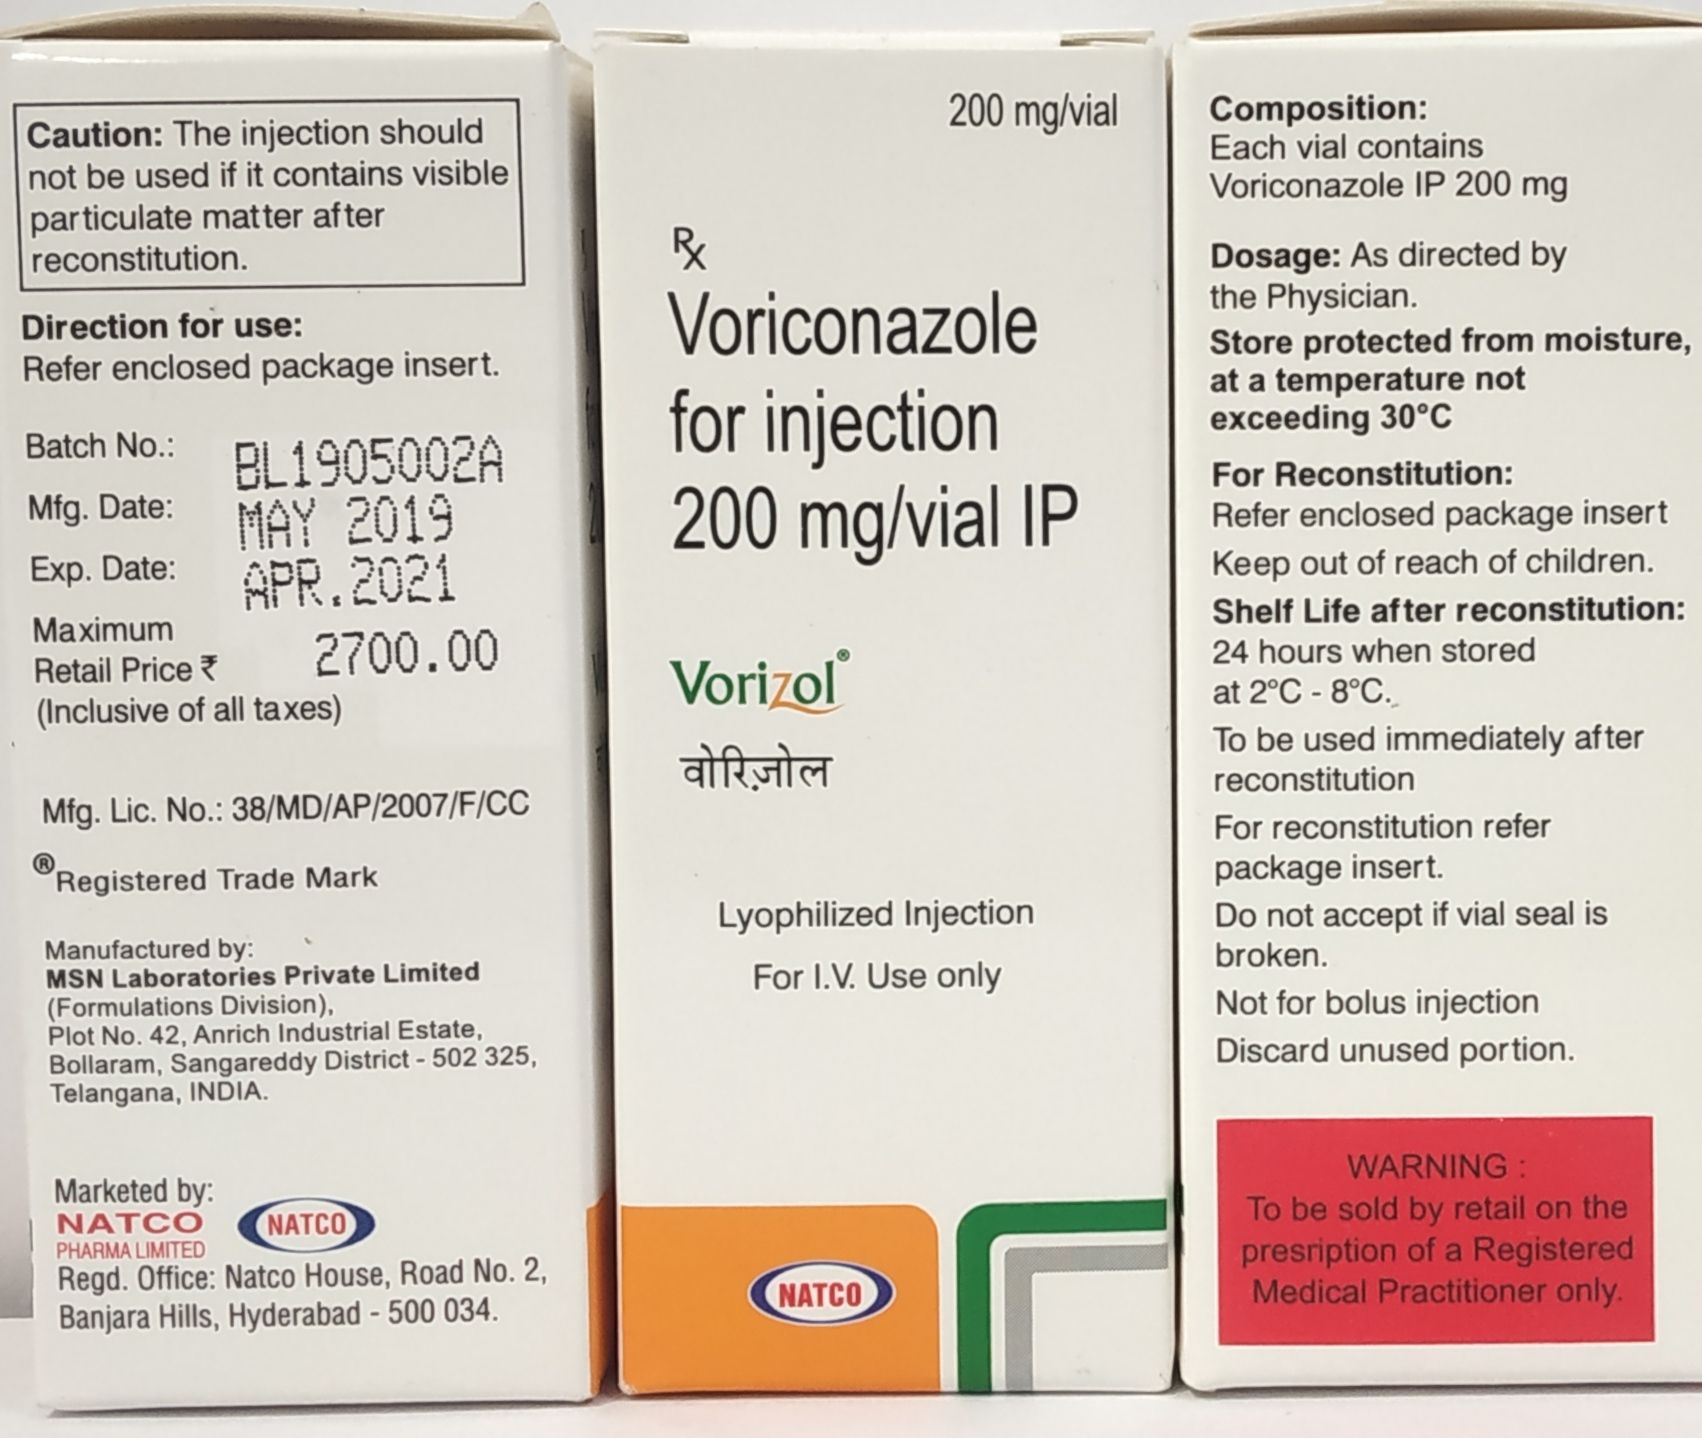 Caution: The injection should
not be used if it contains visible
particulate matter after
reconstitution.
Direction for use:
Refer enclosed package insert.
Batch No.: BL1905002A
Mfg. Date: MAY 2019
Exp. Date: APR.2021
Maximum
Retail Price ₹ 2700.00
(Inclusive of all taxes)
Mfg. Lic. No.: 38/MD/AP/2007/F/CC
®Registered Trade Mark
Manufactured by:
MSN Laboratories Private Limited
(Formulations Division),
Plot No. 42, Anrich Industrial Estate,
Bollaram, Sangareddy District - 502 325,
Telangana, INDIA.
Marketed by:
NATCO
PHARMA LIMITED
NATCO
Regd. Office: Natco House, Road No. 2,
Banjara Hills, Hyderabad - 500 034.
200 mg/vial
Rx
Voriconazole
for injection
200 mg/vial IP
Vorizol®
वोरिज़ोल
Lyophilized Injection
For I.V. Use only
NATCO
Composition:
Each vial contains
Voriconazole IP 200 mg
Dosage: As directed by
the Physician.
Store protected from moisture,
at a temperature not
exceeding 30°C
For Reconstitution:
Refer enclosed package insert
Keep out of reach of children.
Shelf Life after reconstitution:
24 hours when stored
at 2°C - 8°C.
To be used immediately after
reconstitution
For reconstitution refer
package insert.
Do not accept if vial seal is
broken.
Not for bolus injection
Discard unused portion.
WARNING :
To be sold by retail on the
presription of a Registered
Medical Practitioner only.